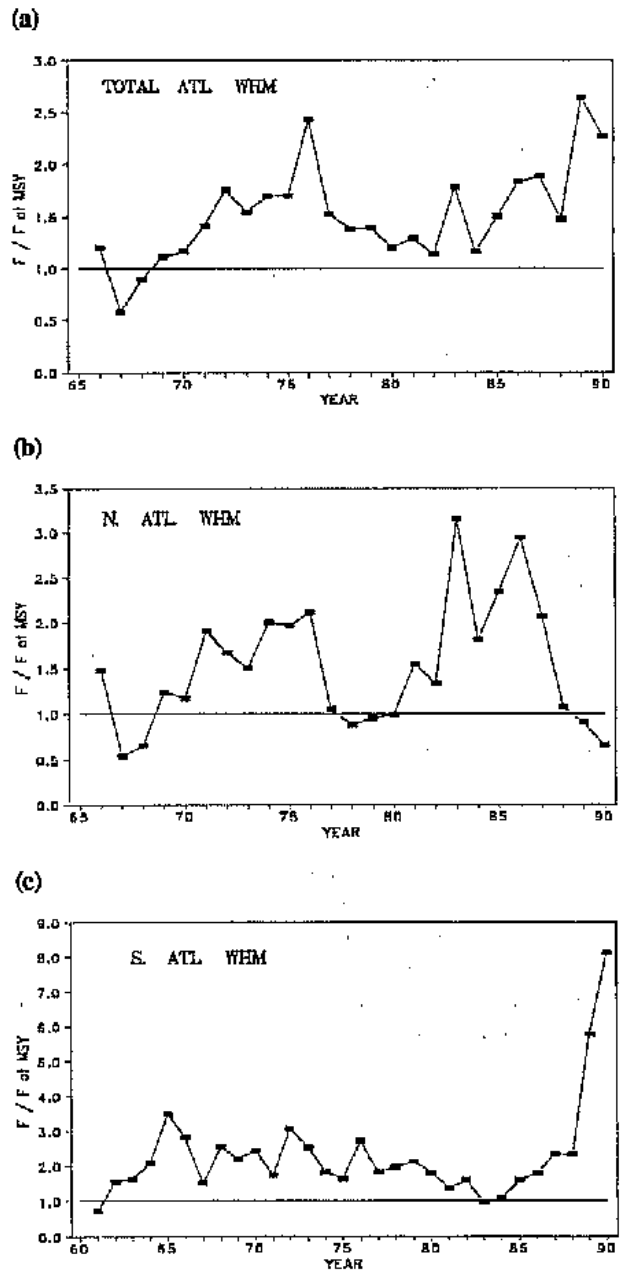 (a)
TOTAL ATL WHM
F / F at MSY
3.0
2.5
2.0
1.5
1.0
0.5
0.0
65 70 75 80 85 90
YEAR
(b)
N. ATL WHM
F / F at MSY
3.5
3.0
2.5
2.0
1.5
1.0
0.5
0.0
65 70 75 80 85 90
YEAR
(c)
S. ATL WHM
F / F at MSY
9.0
8.0
7.0
6.0
5.0
4.0
3.0
2.0
1.0
0.0
60 65 70 75 80 85 90
YEAR